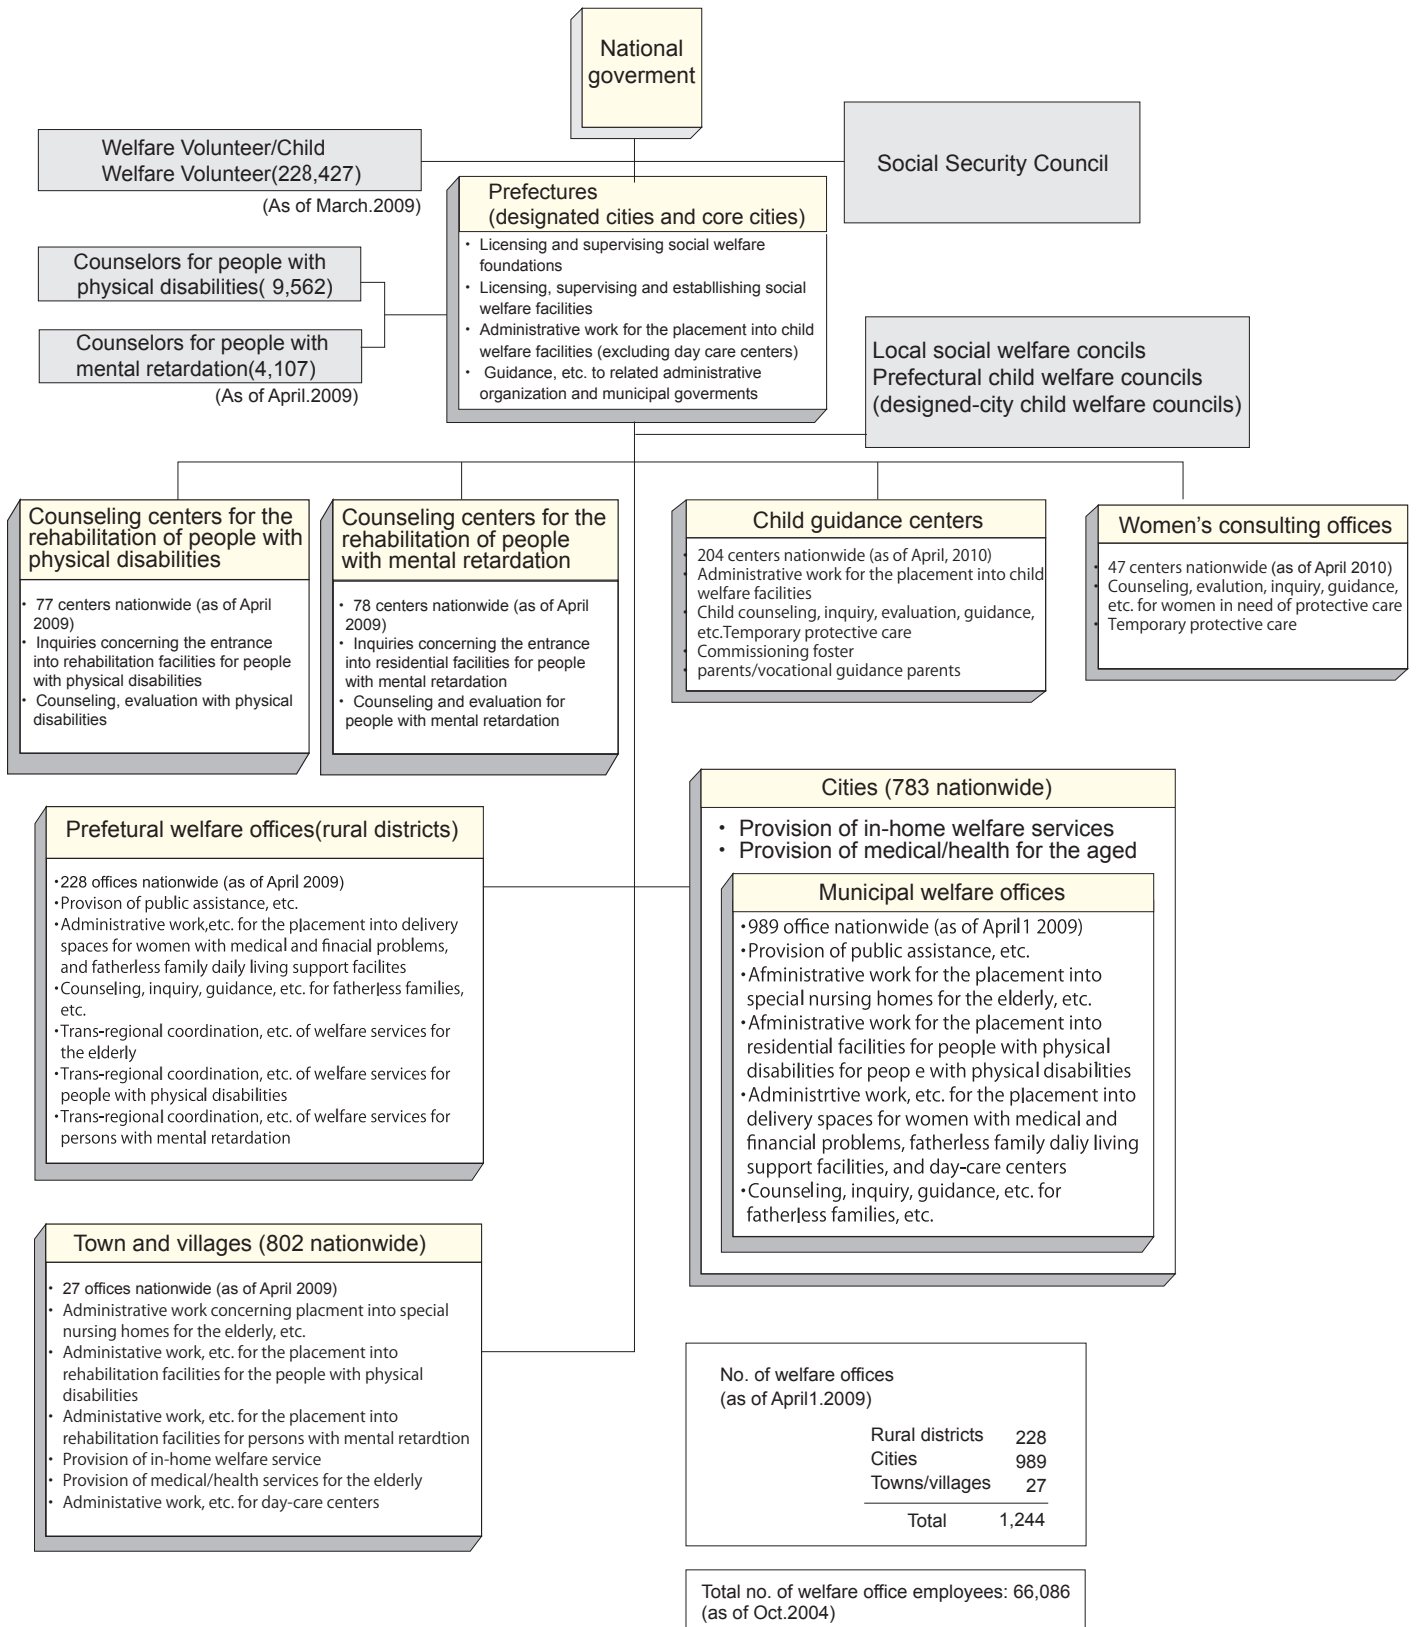 National
goverment
Welfare Volunteer/Child
Welfare Volunteer(228,427)
(As of March.2009)
Social Security Council
Prefectures
(designated cities and core cities)
・ Licensing and supervising social welfare
foundations
・ Licensing, supervising and establlishing social
welfare facilities
・ Administrative work for the placement into child
welfare facilities (excluding day care centers)
・ Guidance, etc. to related administrative
organization and municipal goverments
Counselors for people with
physical disabilities( 9,562)
Counselors for people with
mental retardation(4,107)
(As of April.2009)
Local social welfare concils
Prefectural child welfare councils
(designed-city child welfare councils)
Counseling centers for the
rehabilitation of people with
physical disabilities
・ 77 centers nationwide (as of April
2009)
・ Inquiries concerning the entrance
into rehabilitation facilities for people
with physical disabilities
・ Counseling, evaluation with physical
disabilities
Counseling centers for the
rehabilitation of people
with mental retardation
・ 78 centers nationwide (as of April
2009)
・ Inquiries concerning the entrance
into residential facilities for people
with mental retardation
・ Counseling and evaluation for
people with mental retardation
Child guidance centers
・ 204 centers nationwide (as of April, 2010)
・ Administrative work for the placement into child
welfare facilities
・ Child counseling, inquiry, evaluation, guidance,
etc.Temporary protective care
・ Commissioning foster
・ parents/vocational guidance parents
Women's consulting offices
・ 47 centers nationwide (as of April 2010)
・ Counseling, evalution, inquiry, guidance,
etc. for women in need of protective care
・ Temporary protective care
Prefetural welfare offices(rural districts)
・228 offices nationwide (as of April 2009)
・Provison of public assistance, etc.
・Administrative work,etc. for the placement into delivery
spaces for women with medical and finacial problems,
and fatherless family daily living support facilites
・Counseling, inquiry, guidance, etc. for fatherless families,
etc.
・Trans-regional coordination, etc. of welfare services for
the elderly
・Trans-regional coordination, etc. of welfare services for
people with physical disabilities
・Trans-regional coordination, etc. of welfare services for
persons with mental retardation
Cities (783 nationwide)
・ Provision of in-home welfare services
・ Provision of medical/health for the aged
Municipal welfare offices
・989 office nationwide (as of April1 2009)
・Provision of public assistance, etc.
・Afministrative work for the placement into
special nursing homes for the elderly, etc.
・Afministrative work for the placement into
residential facilities for people with physical
disabilities for peop e with physical disabilities
・Administrtive work, etc. for the placement into
delivery spaces for women with medical and
financial problems, fatherless family daliy living
support facilities, and day-care centers
・Counseling, inquiry, guidance, etc. for
fatherless families, etc.
Town and villages (802 nationwide)
・ 27 offices nationwide (as of April 2009)
・ Administrative work concerning placment into special
nursing homes for the elderly, etc.
・ Administative work, etc. for the placement into
rehabilitation facilities for the people with physical
disabilities
・ Administative work, etc. for the placement into
rehabilitation facilities for persons with mental retardtion
・ Provision of in-home welfare service
・ Provision of medical/health services for the elderly
・ Administative work, etc. for day-care centers
No. of welfare offices
(as of April1.2009)
Rural districts 228
Cities 989
Towns/villages 27
Total 1,244
Total no. of welfare office employees: 66,086
(as of Oct.2004)